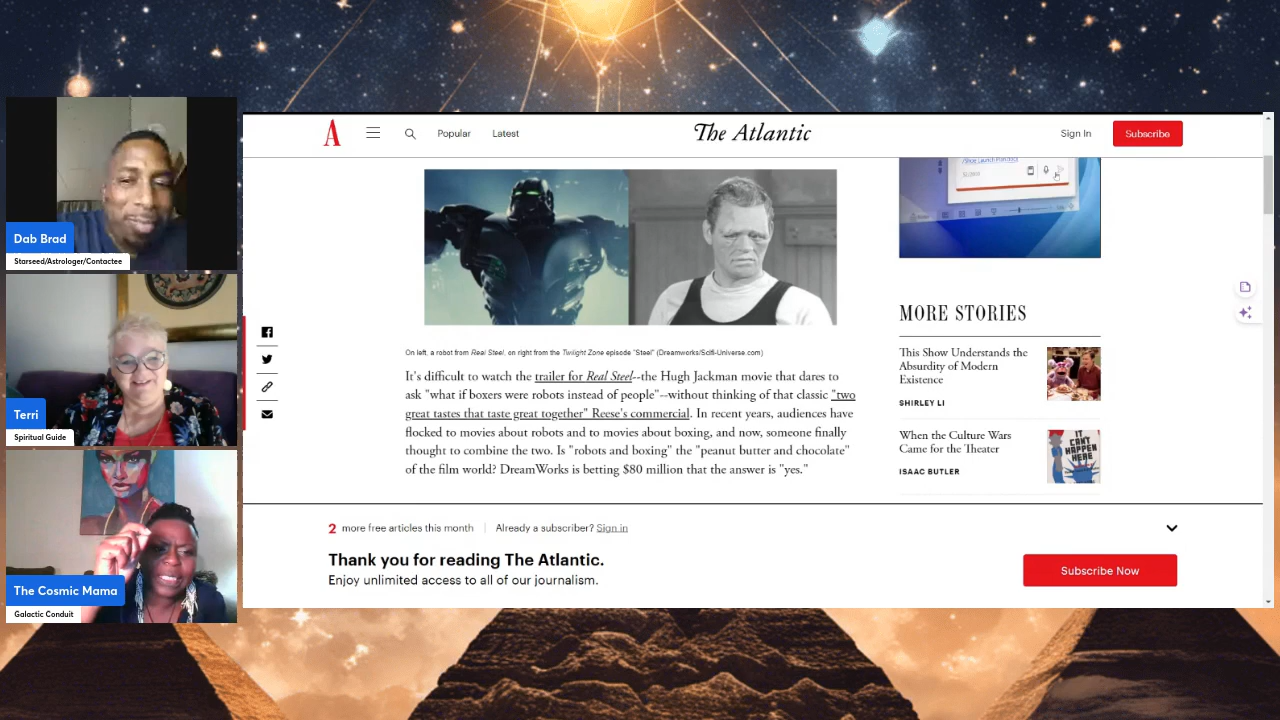 Dab Brad
Starseed/Astrologer/Contactee
Terri
Spiritual Guide
The Cosmic Mama
Galactic Conduit
A
Popular
Latest
The Atlantic
Sign In
Subscribe
On left, a robot from Real Steel, on right from the Twilight Zone episode "Steel" (Dreamworks/Scifi-Universe.com)
It's difficult to watch the trailer for Real Steel--the Hugh Jackman movie that dares to
ask "what if boxers were robots instead of people"--without thinking of that classic "two
great tastes that taste great together" Reese's commercial. In recent years, audiences have
flocked to movies about robots and to movies about boxing, and now, someone finally
thought to combine the two. Is "robots and boxing" the "peanut butter and chocolate"
of the film world? DreamWorks is betting $80 million that the answer is "yes."
MORE STORIES
This Show Understands the
Absurdity of Modern
Existence
SHIRLEY LI
When the Culture Wars
Came for the Theater
ISAAC BUTLER
IT
CAN'T
HAPPEN
HERE
2 more free articles this month
Already a subscriber? Sign in
Thank you for reading The Atlantic.
Enjoy unlimited access to all of our journalism.
Subscribe Now